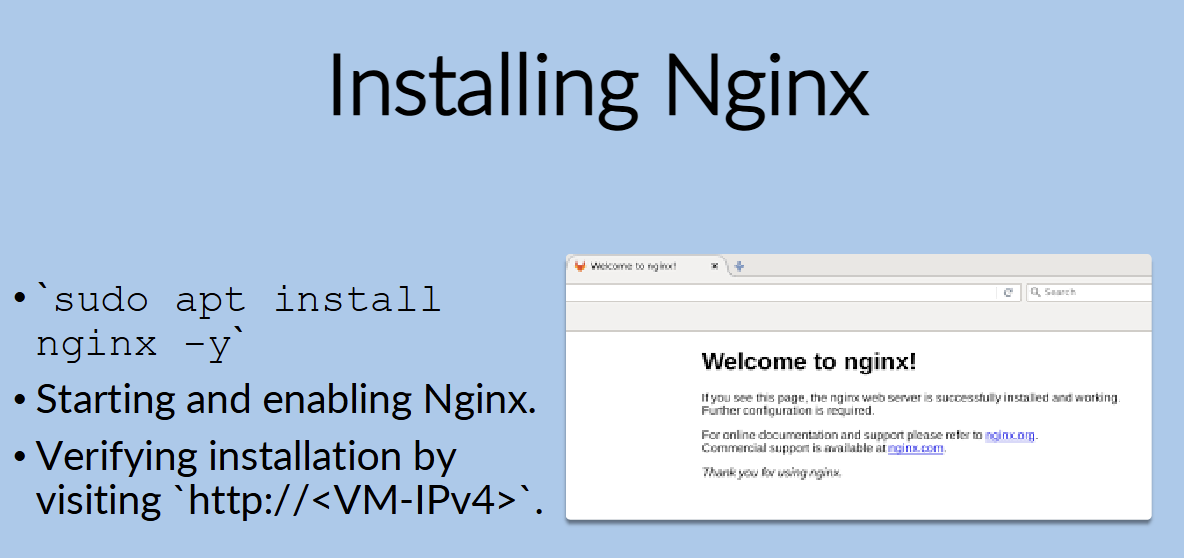 Installing Nginx
• `sudo apt install
nginx -y`
• Starting and enabling Nginx.
• Verifying installation by
visiting `http://<VM-IPv4>`.
Welcome to nginx!
Search
Welcome to nginx!
If you see this page, the nginx web server is successfully installed and working.
Further configuration is required.
For online documentation and support please refer to nginx.org.
Commercial support is available at nginx.com.
Thank you for using nginx.